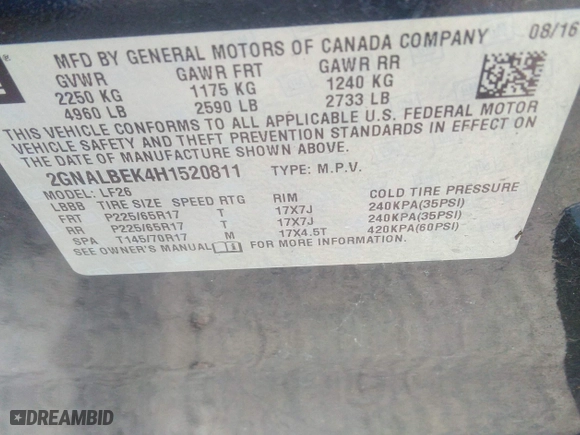 MFD BY GENERAL MOTORS OF CANADA COMPANY 08/16
GVWR GAWR FRT GAWR RR
2250 KG 1175 KG 1240 KG
4960 LB 2590 LB 2733 LB
THIS VEHICLE CONFORMS TO ALL APPLICABLE U.S. FEDERAL MOTOR
VEHICLE SAFETY AND THEFT PREVENTION STANDARDS IN EFFECT ON
THE DATE OF MANUFACTURE SHOWN ABOVE.
2GNALBEK4H1520811 TYPE: M.P.V.
MODEL: LF26
LBBB TIRE SIZE SPEED RTG RIM COLD TIRE PRESSURE
FRT P225/65R17 T 17X7J 240KPA(35PSI)
RR P225/65R17 T 17X7J 240KPA(35PSI)
SPA T145/70R17 M 17X4.5T 420KPA(60PSI)
SEE OWNER'S MANUAL FOR MORE INFORMATION.
DREAMBID